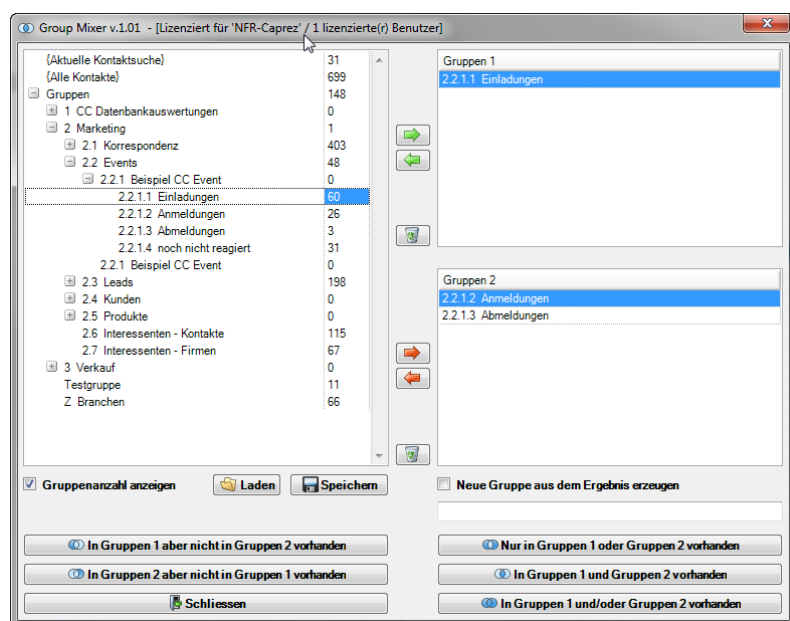 Group Mixer v.1.01 - [Lizenziert für 'NFR-Caprez' / 1 lizenzierte(r) Benutzer]
{Aktuelle Kontaktsuche} 31
{Alle Kontakte} 699
Gruppen 148
1 CC Datenbankauswertungen 0
2 Marketing 1
2.1 Korrespondenz 403
2.2 Events 48
2.2.1 Beispiel CC Event 0
2.2.1.1 Einladungen 60
2.2.1.2 Anmeldungen 26
2.2.1.3 Abmeldungen 3
2.2.1.4 noch nicht reagiert 31
2.2.1 Beispiel CC Event 0
2.3 Leads 198
2.4 Kunden 0
2.5 Produkte 0
2.6 Interessenten - Kontakte 115
2.7 Interessenten - Firmen 67
3 Verkauf 0
Testgruppe 11
Z Branchen 66
Gruppen 1
2.2.1.1 Einladungen
Gruppen 2
2.2.1.2 Anmeldungen
2.2.1.3 Abmeldungen
Gruppenanzahl anzeigen
Laden
Speichern
Neue Gruppe aus dem Ergebnis erzeugen
In Gruppen 1 aber nicht in Gruppen 2 vorhanden
Nur in Gruppen 1 oder Gruppen 2 vorhanden
In Gruppen 2 aber nicht in Gruppen 1 vorhanden
In Gruppen 1 und Gruppen 2 vorhanden
Schliessen
In Gruppen 1 und/oder Gruppen 2 vorhanden